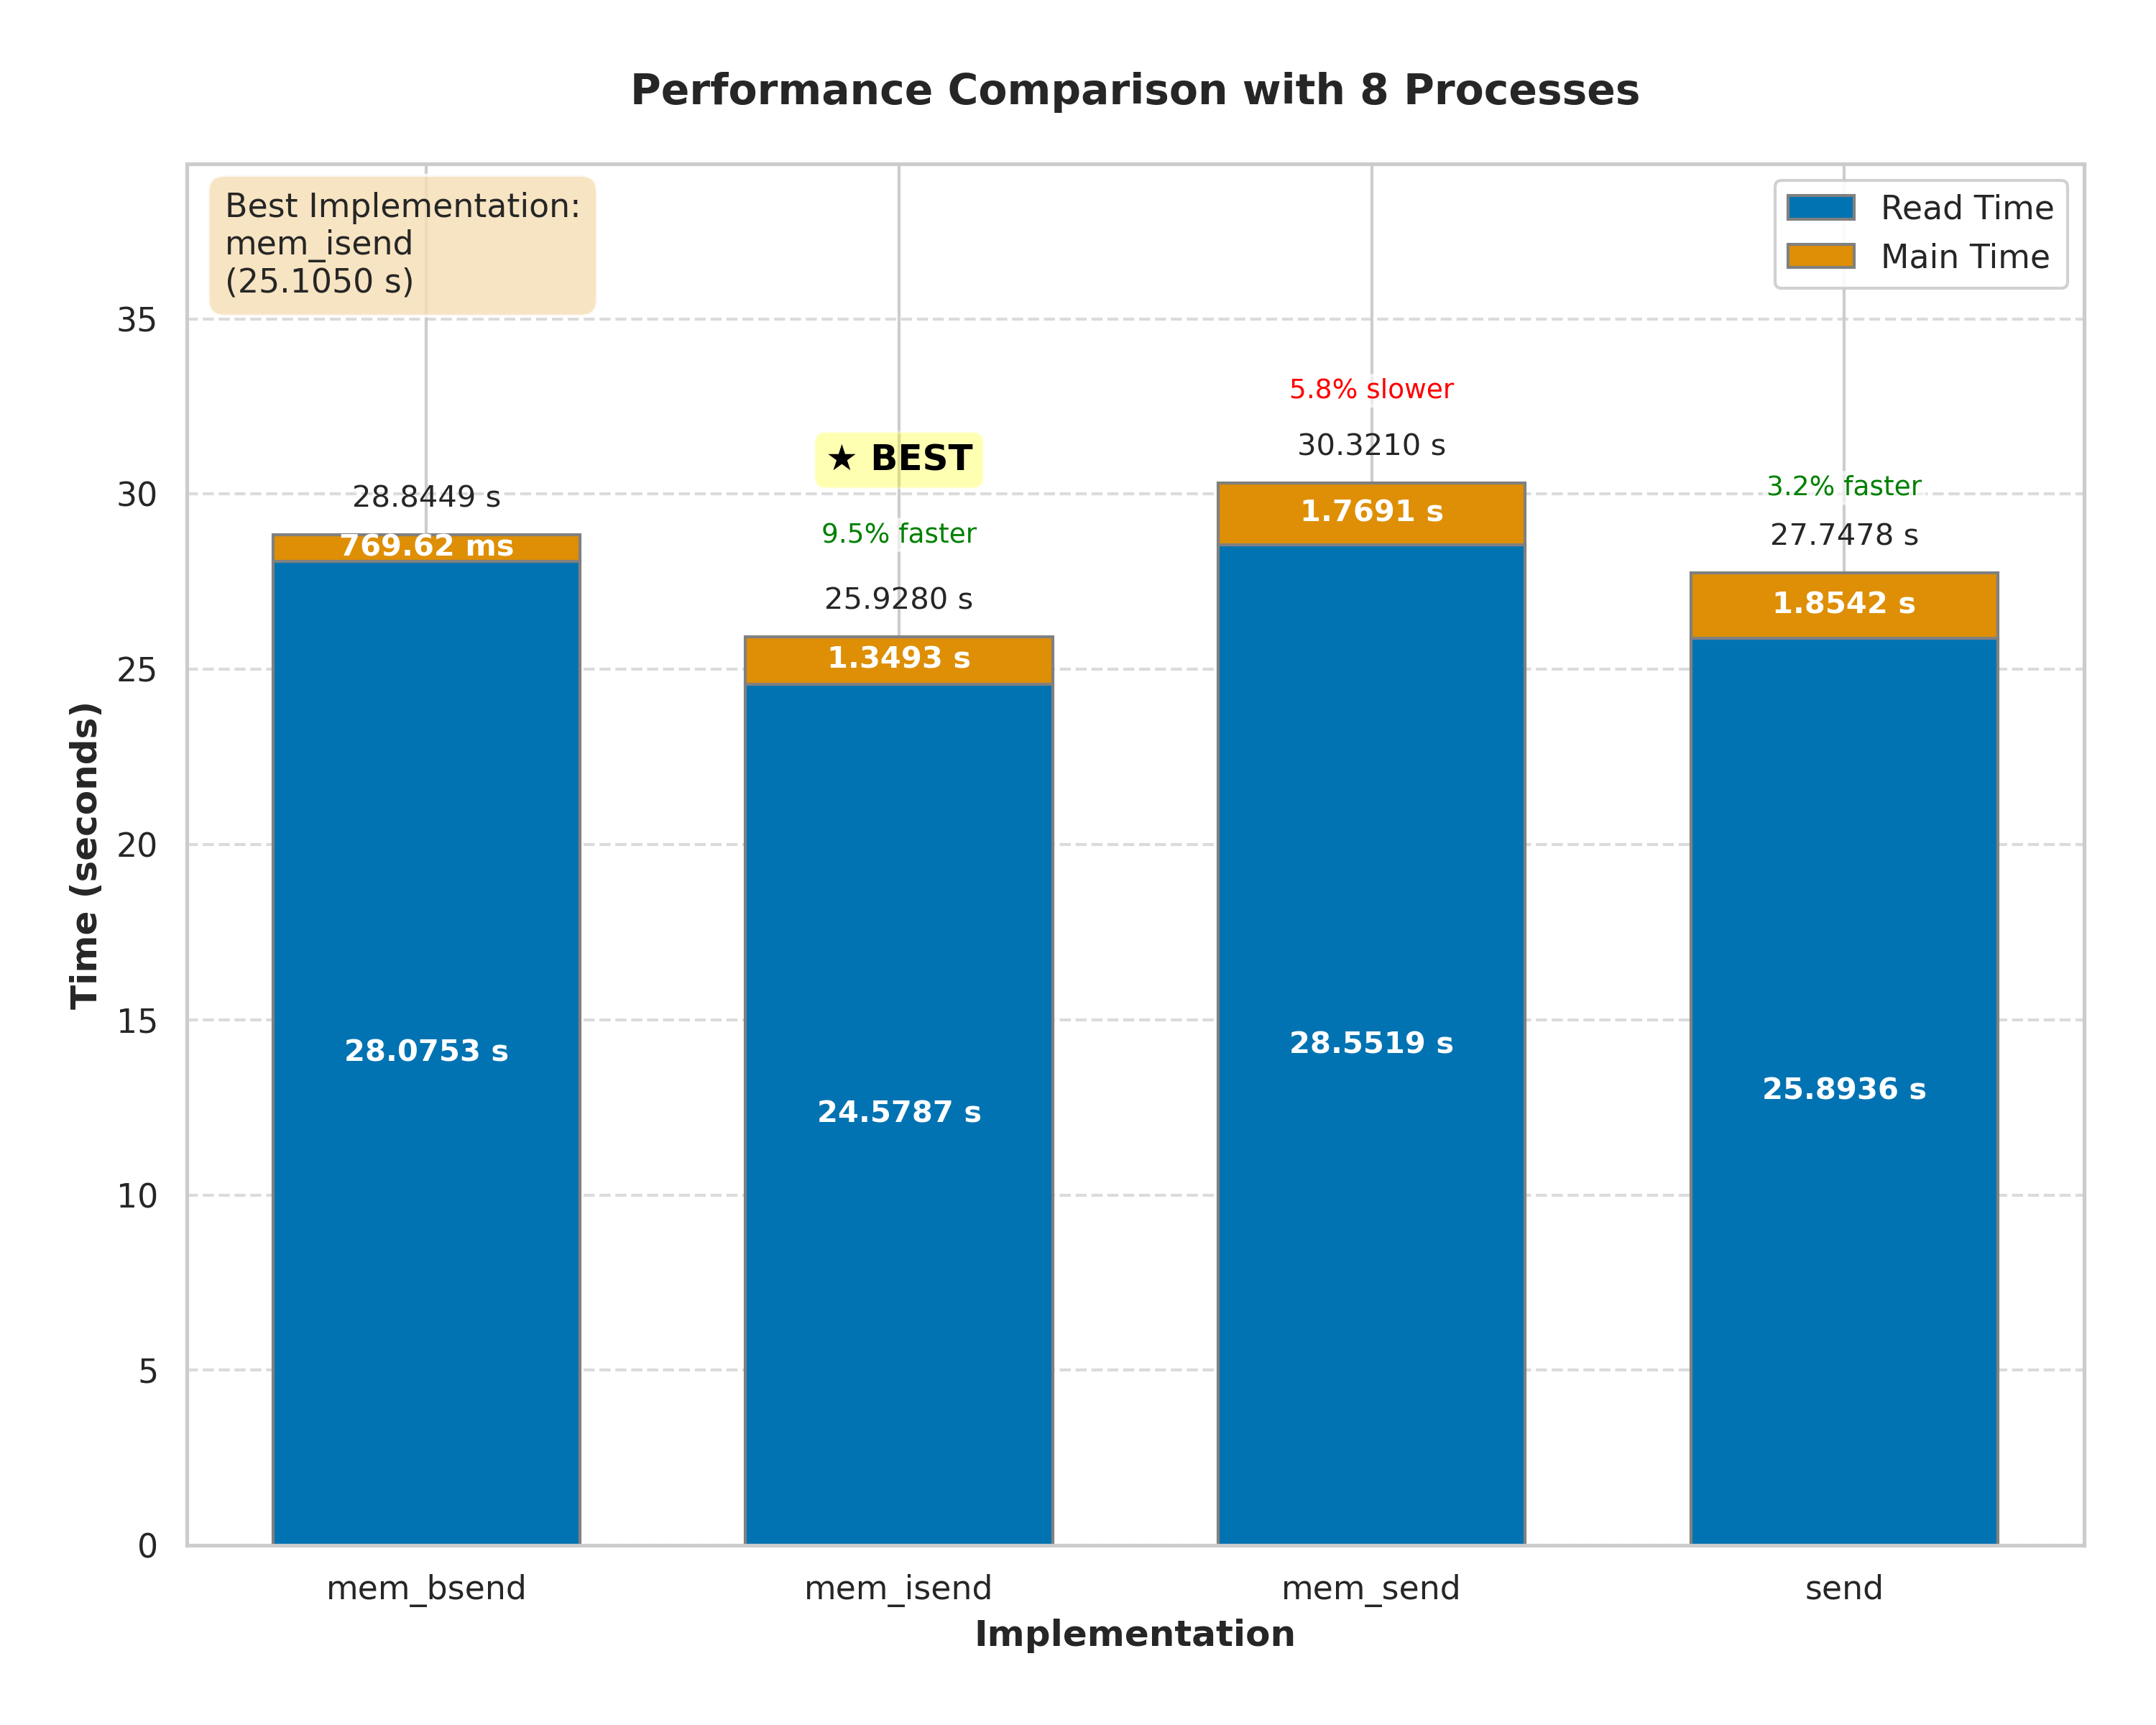 Performance Comparison with 8 Processes
Best Implementation:
mem_isend
(25.1050 s)
Read Time
Main Time
35
30
25
20
15
10
5
0
Time (seconds)
28.8449 s
769.62 ms
28.0753 s
★ BEST
9.5% faster
25.9280 s
1.3493 s
24.5787 s
5.8% slower
30.3210 s
1.7691 s
28.5519 s
3.2% faster
27.7478 s
1.8542 s
25.8936 s
mem_bsend
mem_isend
mem_send
send
Implementation